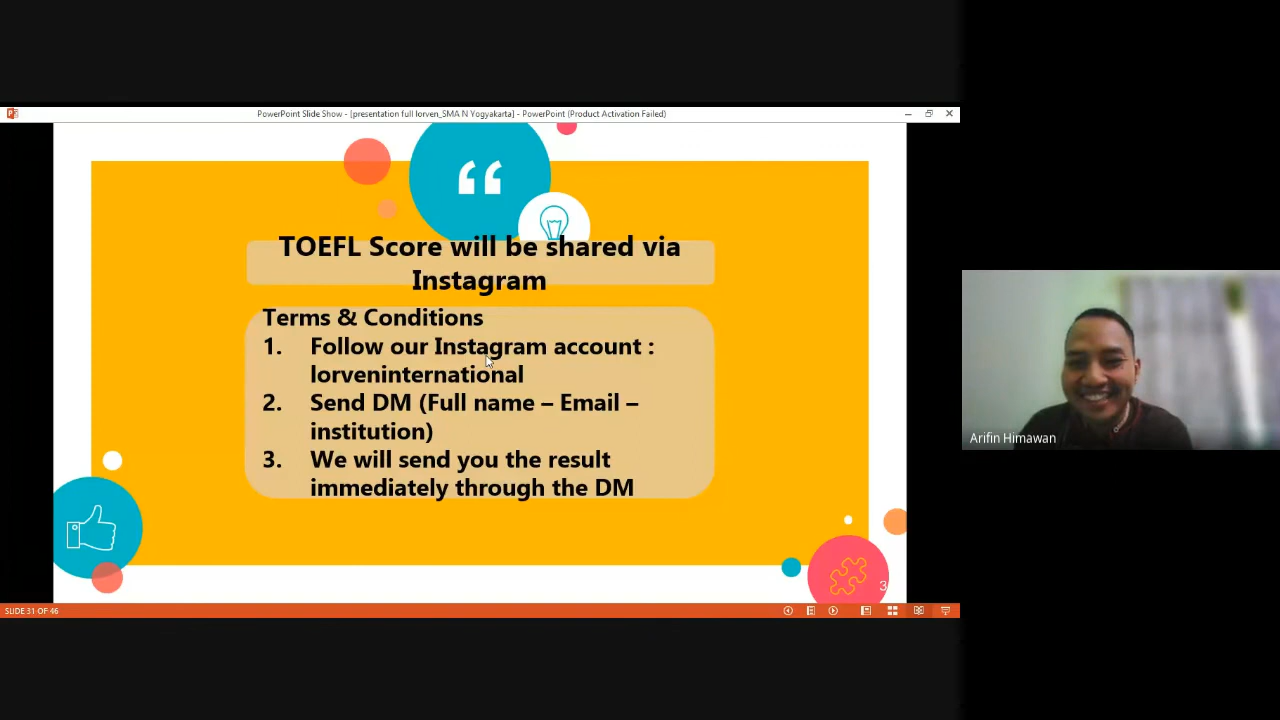 PowerPoint Slide Show - [presentation full lorven_SMA N Yogyakarta] - PowerPoint (Product Activation Failed)
“
TOEFL Score will be shared via
Instagram
Terms & Conditions
1. Follow our Instagram account :
lorveninternational
2. Send DM (Full name – Email –
institution)
3. We will send you the result
immediately through the DM
Arifin Himawan
3
SLIDE 31 OF 46